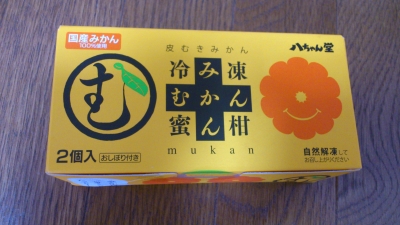 国産みかん
100%使用
皮むきみかん
八ちゃん堂
冷み凍
むかん
蜜ん柑
mukan
む
2個入
おしぼり付き
自然解凍して
お召し上がりください